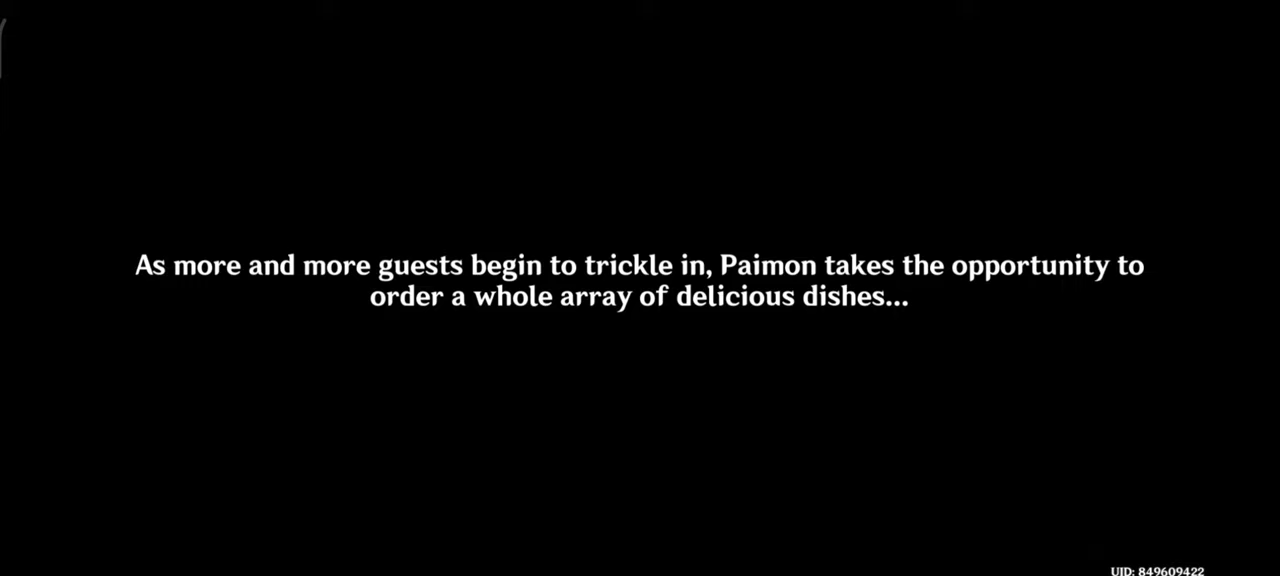 As more and more guests begin to trickle in, Paimon takes the opportunity to
order a whole array of delicious dishes...
UID: 849609422